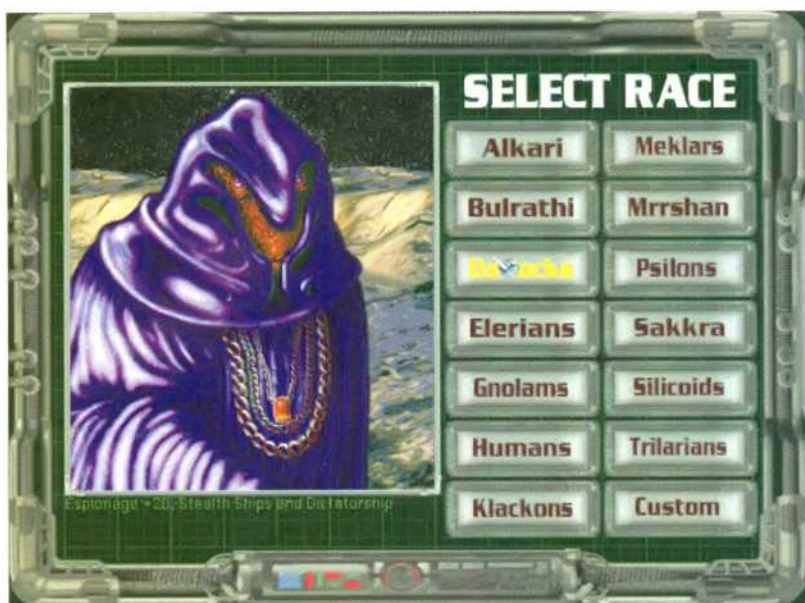 SELECT RACE
Alkari
Meklars
Bulrathi
Mrrshan
Psilons
Elerians
Sakkra
Gnolams
Silicoids
Humans
Trilarians
Klackons
Custom
Espionage +20, Stealth Ships and Dictatorship